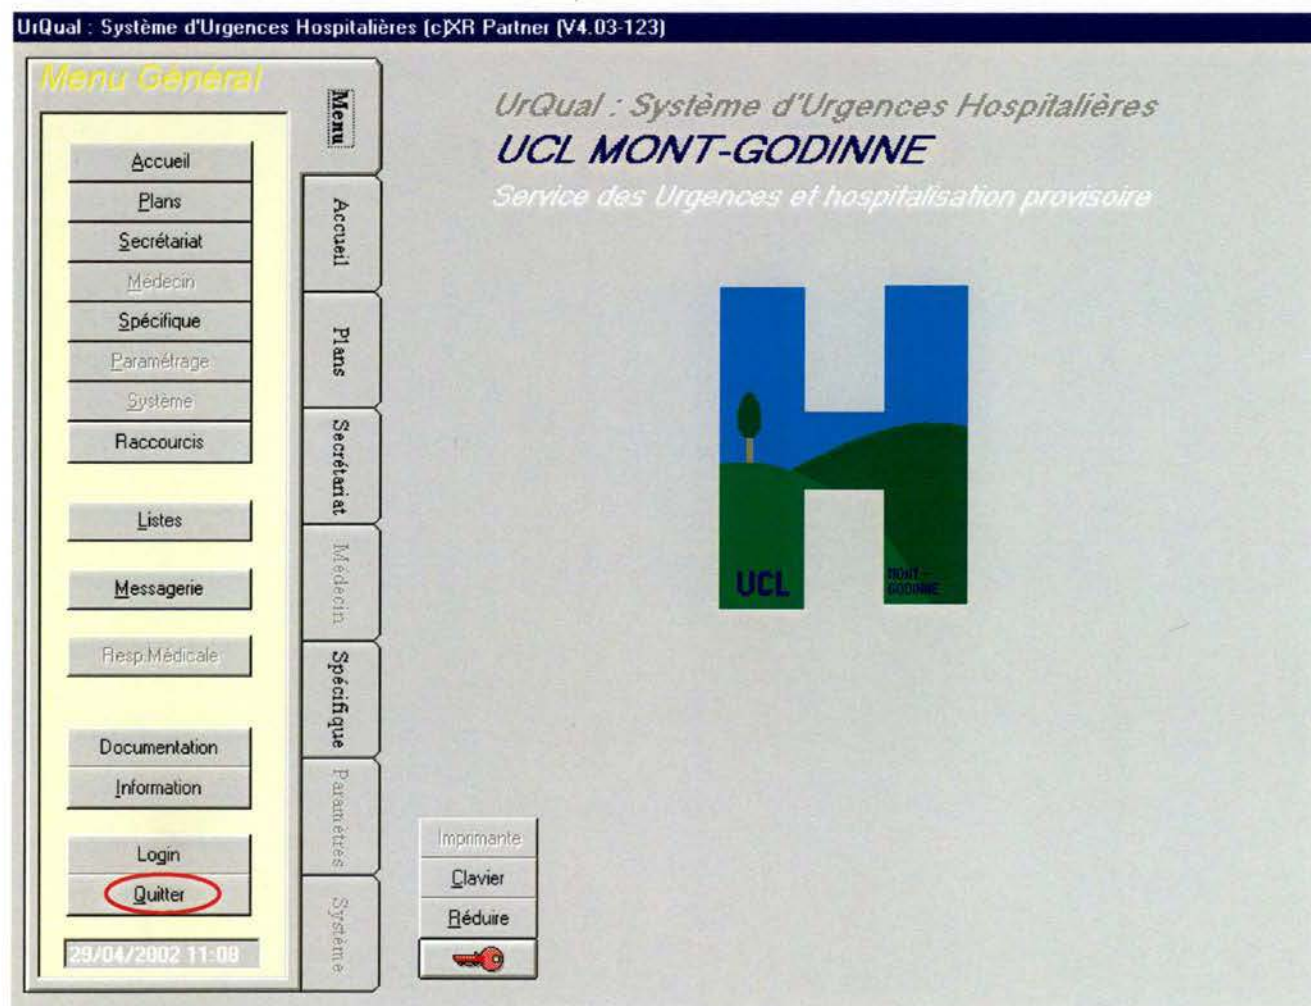 UrQual : Système d'Urgences Hospitalières (c)XR Partner (V4.03-123)
Menu Général
Accueil
Plans
Secrétariat
Médecin
Spécifique
Paramétrage
Système
Raccourcis
Listes
Messagerie
Resp.Médicale
Documentation
Information
Login
Quitter
29/04/2002 11:08
Menu
Accueil
Plans
Secrétariat
Médecin
Spécifique
Paramètres
Système
UrQual : Système d'Urgences Hospitalières
UCL MONT-GODINNE
Service des Urgences et hospitalisation provisoire
UCL
MONT-
GODINNE
Imprimante
Clavier
Réduire